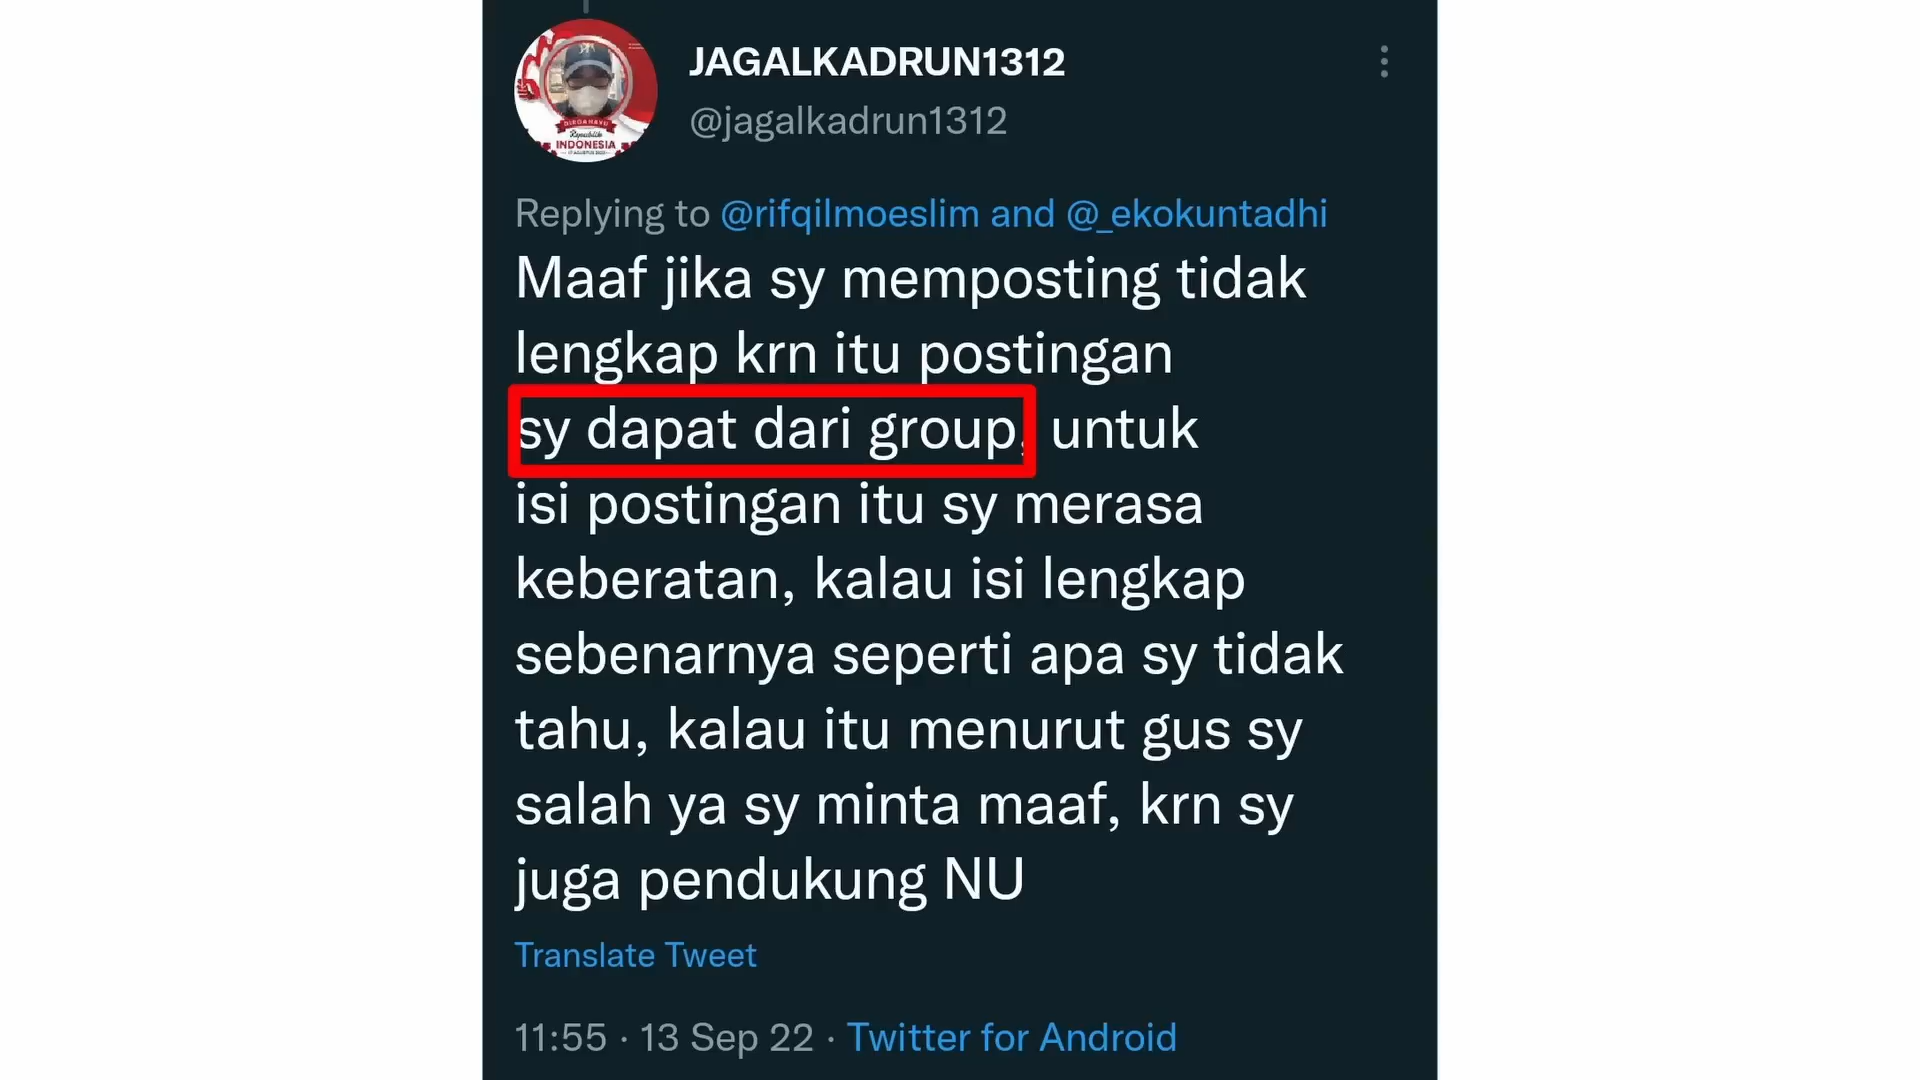 JAGALKADRUN1312
@jagalkadrun1312
DIRGAHAYU
Republik
INDONESIA
Replying to @rifqilmoeslim and @_ekokuntadhi
Maaf jika sy memposting tidak
lengkap krn itu postingan
sy dapat dari group, untuk
isi postingan itu sy merasa
keberatan, kalau isi lengkap
sebenarnya seperti apa sy tidak
tahu, kalau itu menurut gus sy
salah ya sy minta maaf, krn sy
juga pendukung NU
Translate Tweet
11:55 · 13 Sep 22 · Twitter for Android